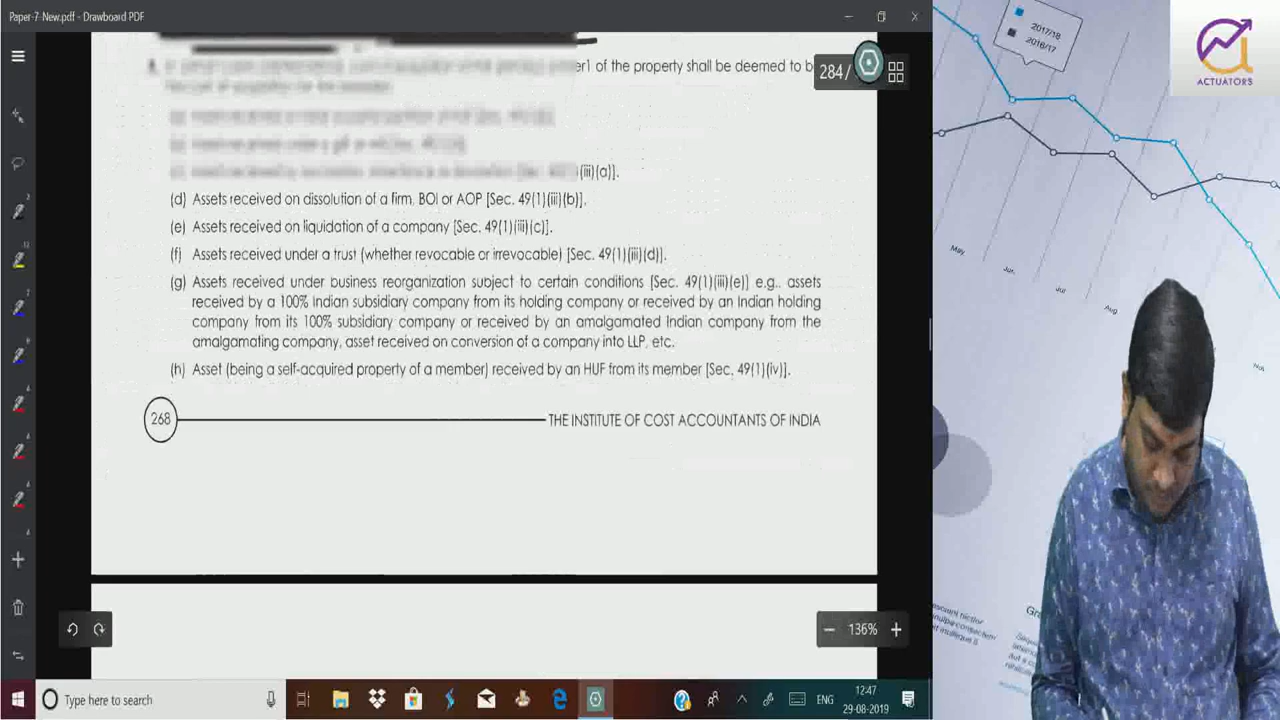 Paper-7-New.pdf - Drawboard PDF
284/
of the property shall be deemed to b
(iii)(a)].
(d) Assets received on dissolution of a firm, BOI or AOP [Sec. 49(1)(iii)(b)].
(e) Assets received on liquidation of a company [Sec. 49(1)(iii)(c)].
(f) Assets received under a trust (whether revocable or irrevocable) [Sec. 49(1)(iii)(d)].
(g) Assets received under business reorganization subject to certain conditions [Sec. 49(1)(iii)(e)] e.g.. assets
received by a 100% Indian subsidiary company from its holding company or received by an Indian holding
company from its 100% subsidiary company or received by an amalgamated Indian company from the
amalgamating company, asset received on conversion of a company into LLP, etc.
(h) Asset (being a self-acquired property of a member) received by an HUF from its member [Sec. 49(1)(iv)].
268
THE INSTITUTE OF COST ACCOUNTANTS OF INDIA
136%
Type here to search
ENG
12:47
29-08-2019
2017/18
2016/17
ACTUATORS
May
Jun
Jul
Aug
Gra